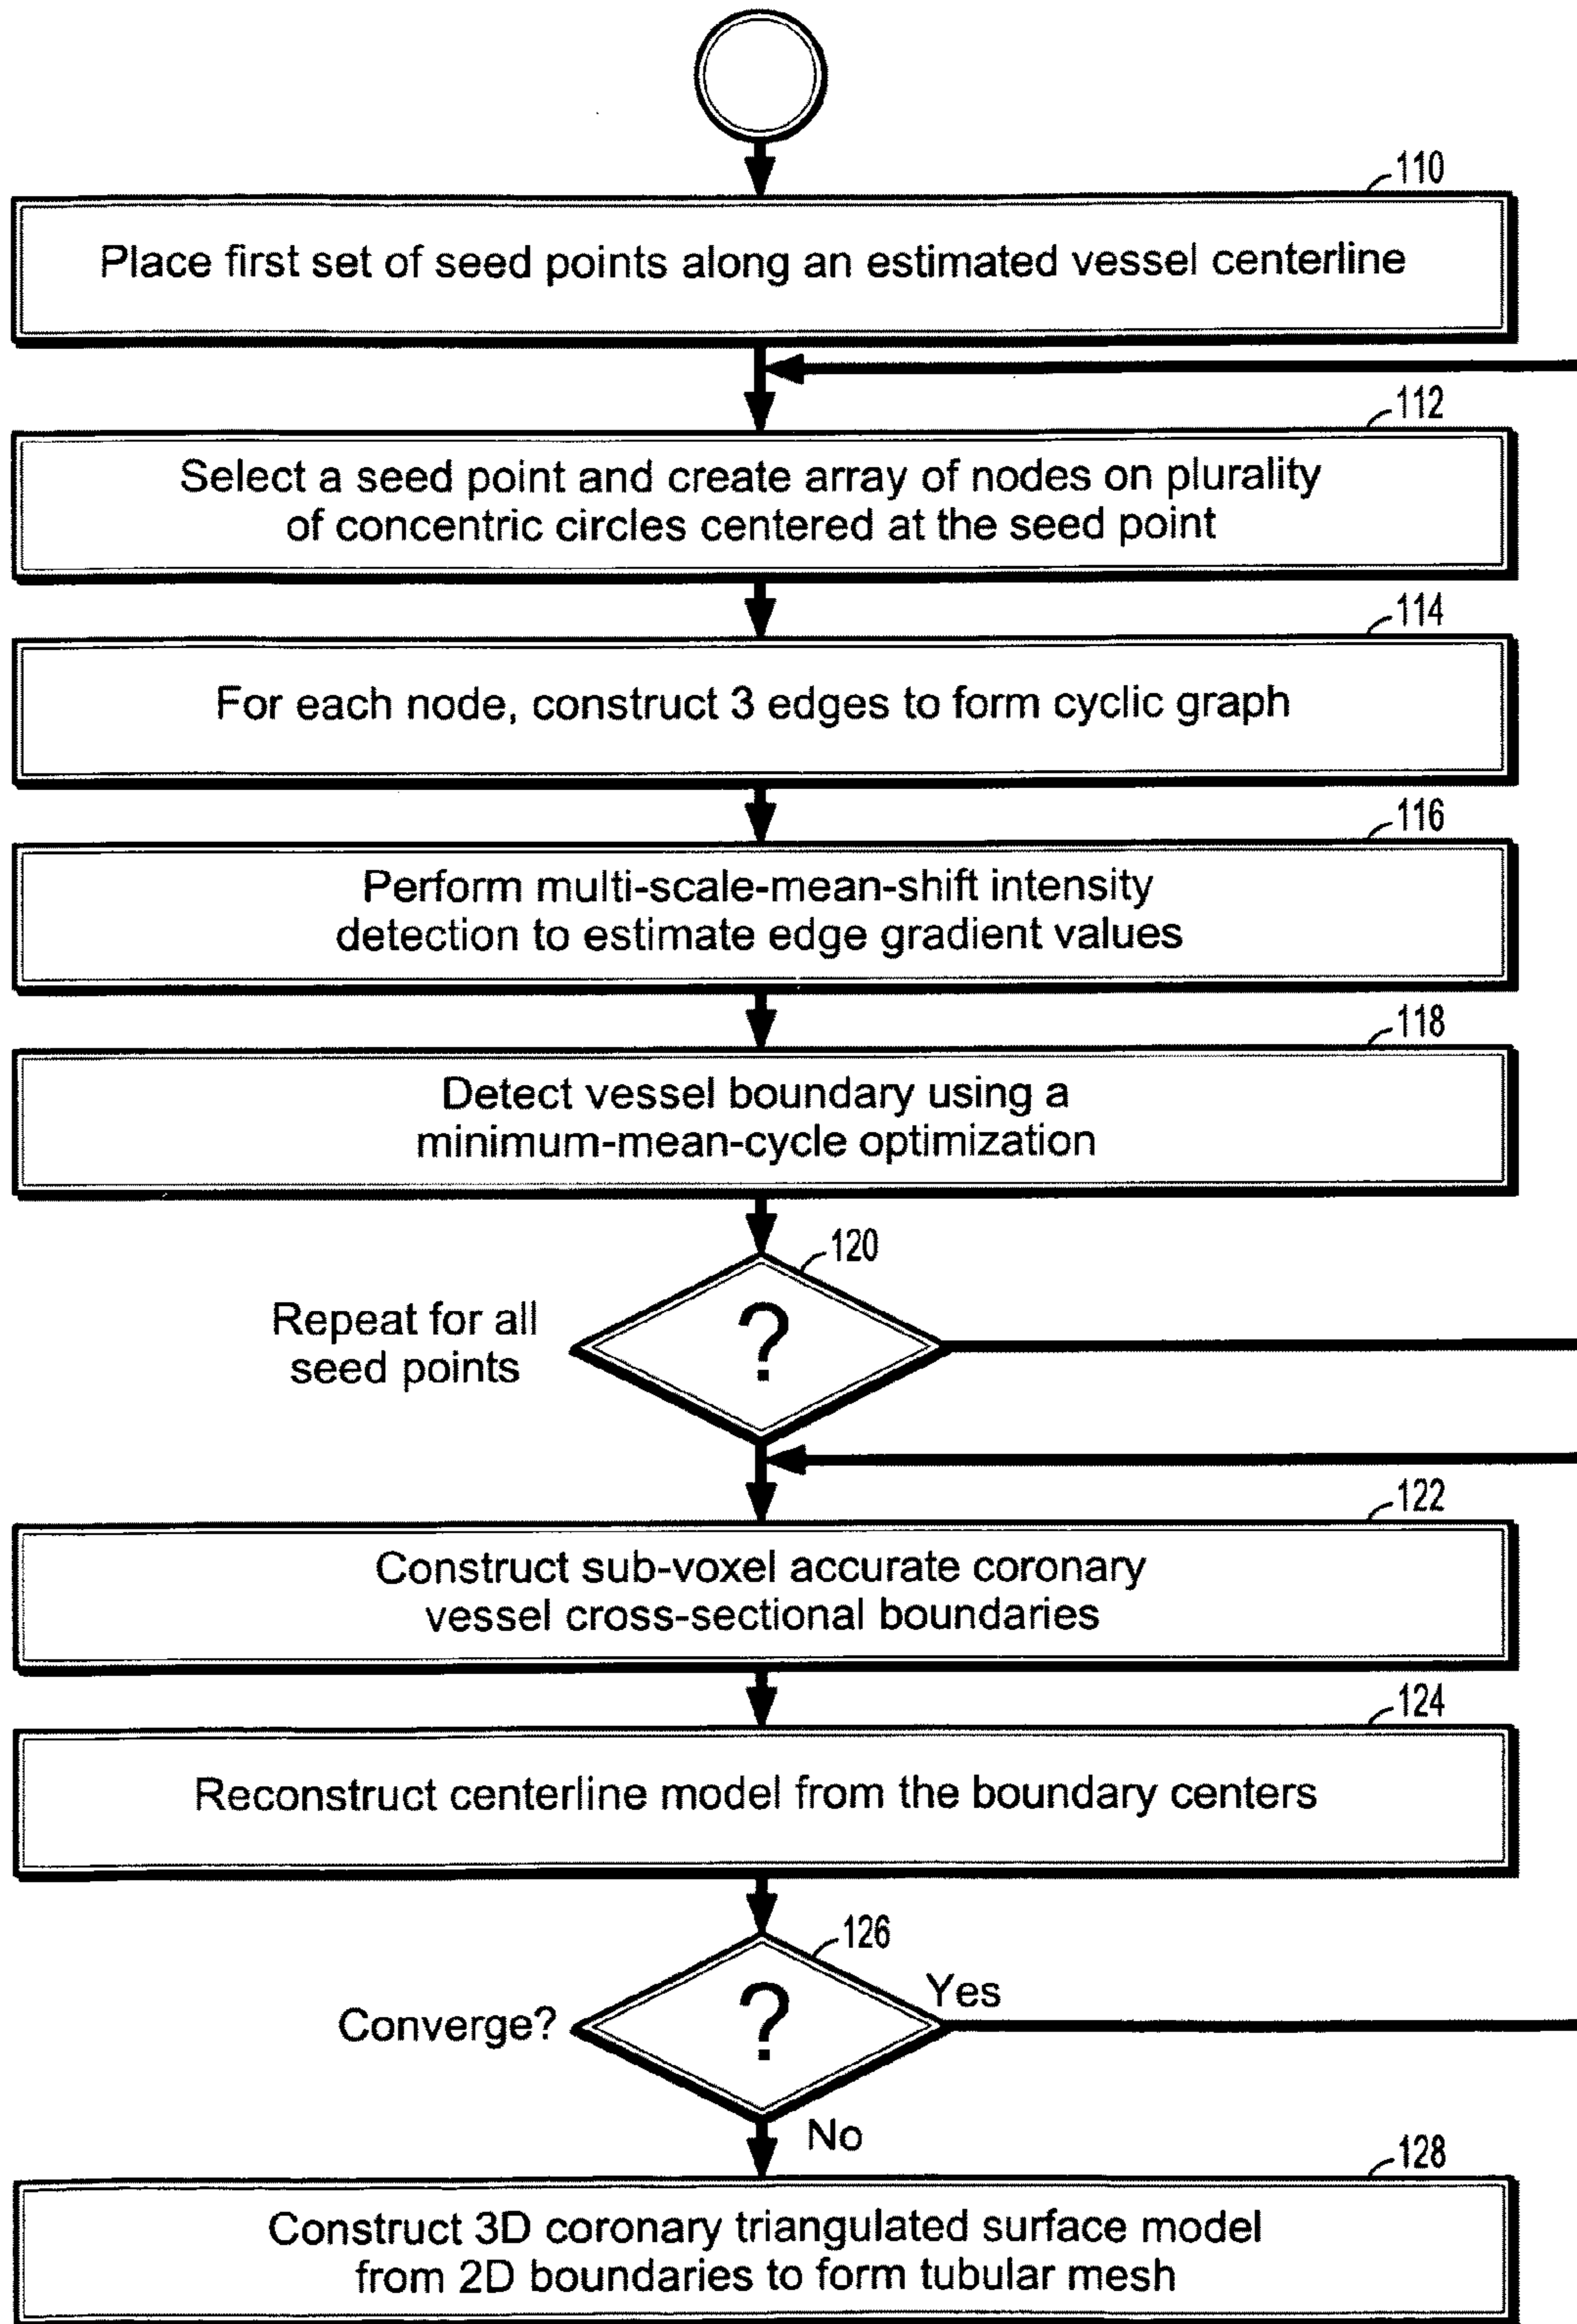 110
Place first set of seed points along an estimated vessel centerline
112
Select a seed point and create array of nodes on plurality
of concentric circles centered at the seed point
114
For each node, construct 3 edges to form cyclic graph
116
Perform multi-scale-mean-shift intensity
detection to estimate edge gradient values
118
Detect vessel boundary using a
minimum-mean-cycle optimization
120
Repeat for all
seed points
?
122
Construct sub-voxel accurate coronary
vessel cross-sectional boundaries
124
Reconstruct centerline model from the boundary centers
126
Converge?
?
Yes
No
128
Construct 3D coronary triangulated surface model
from 2D boundaries to form tubular mesh